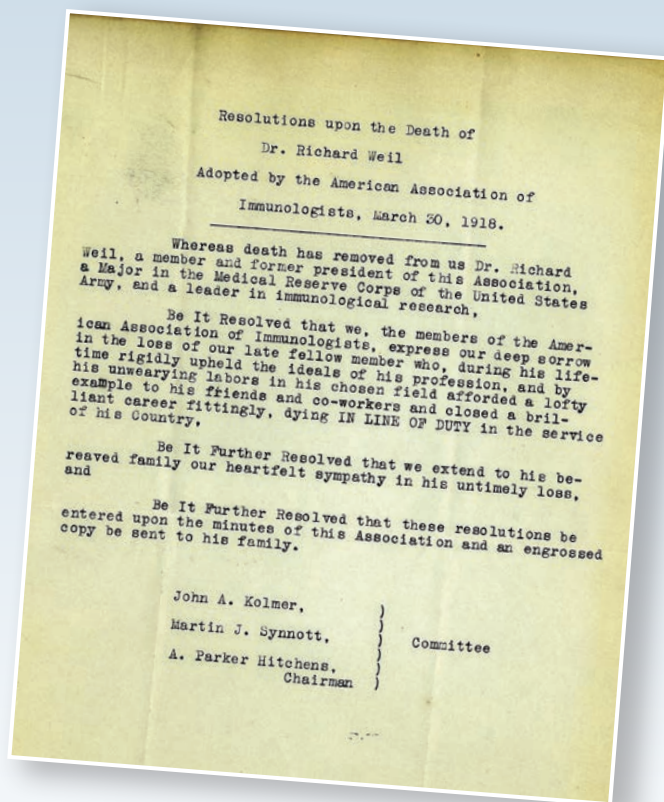 Resolutions upon the Death of
Dr. Richard Weil
Adopted by the American Association of
Immunologists, March 30, 1918.
Whereas death has removed from us Dr. Richard
Weil, a member and former president of this Association,
a Major in the Medical Reserve Corps of the United States
Army, and a leader in immunological research,
Be It Resolved that we, the members of the Amer-
ican Association of Immunologists, express our deep sorrow
in the loss of our late fellow member who, during his life-
time rigidly upheld the ideals of his profession, and by
his unwearying labors in his chosen field afforded a lofty
example to his friends and co-workers and closed a bril-
liant career fittingly, dying IN LINE OF DUTY in the service
of his Country,
Be It Further Resolved that we extend to his be-
reaved family our heartfelt sympathy in his untimely loss,
and
Be It Further Resolved that these resolutions be
entered upon the minutes of this Association and an engrossed
copy be sent to his family.
John A. Kolmer, )
)
Martin J. Synnott, ) Committee
)
A. Parker Hitchens, )
Chairman )